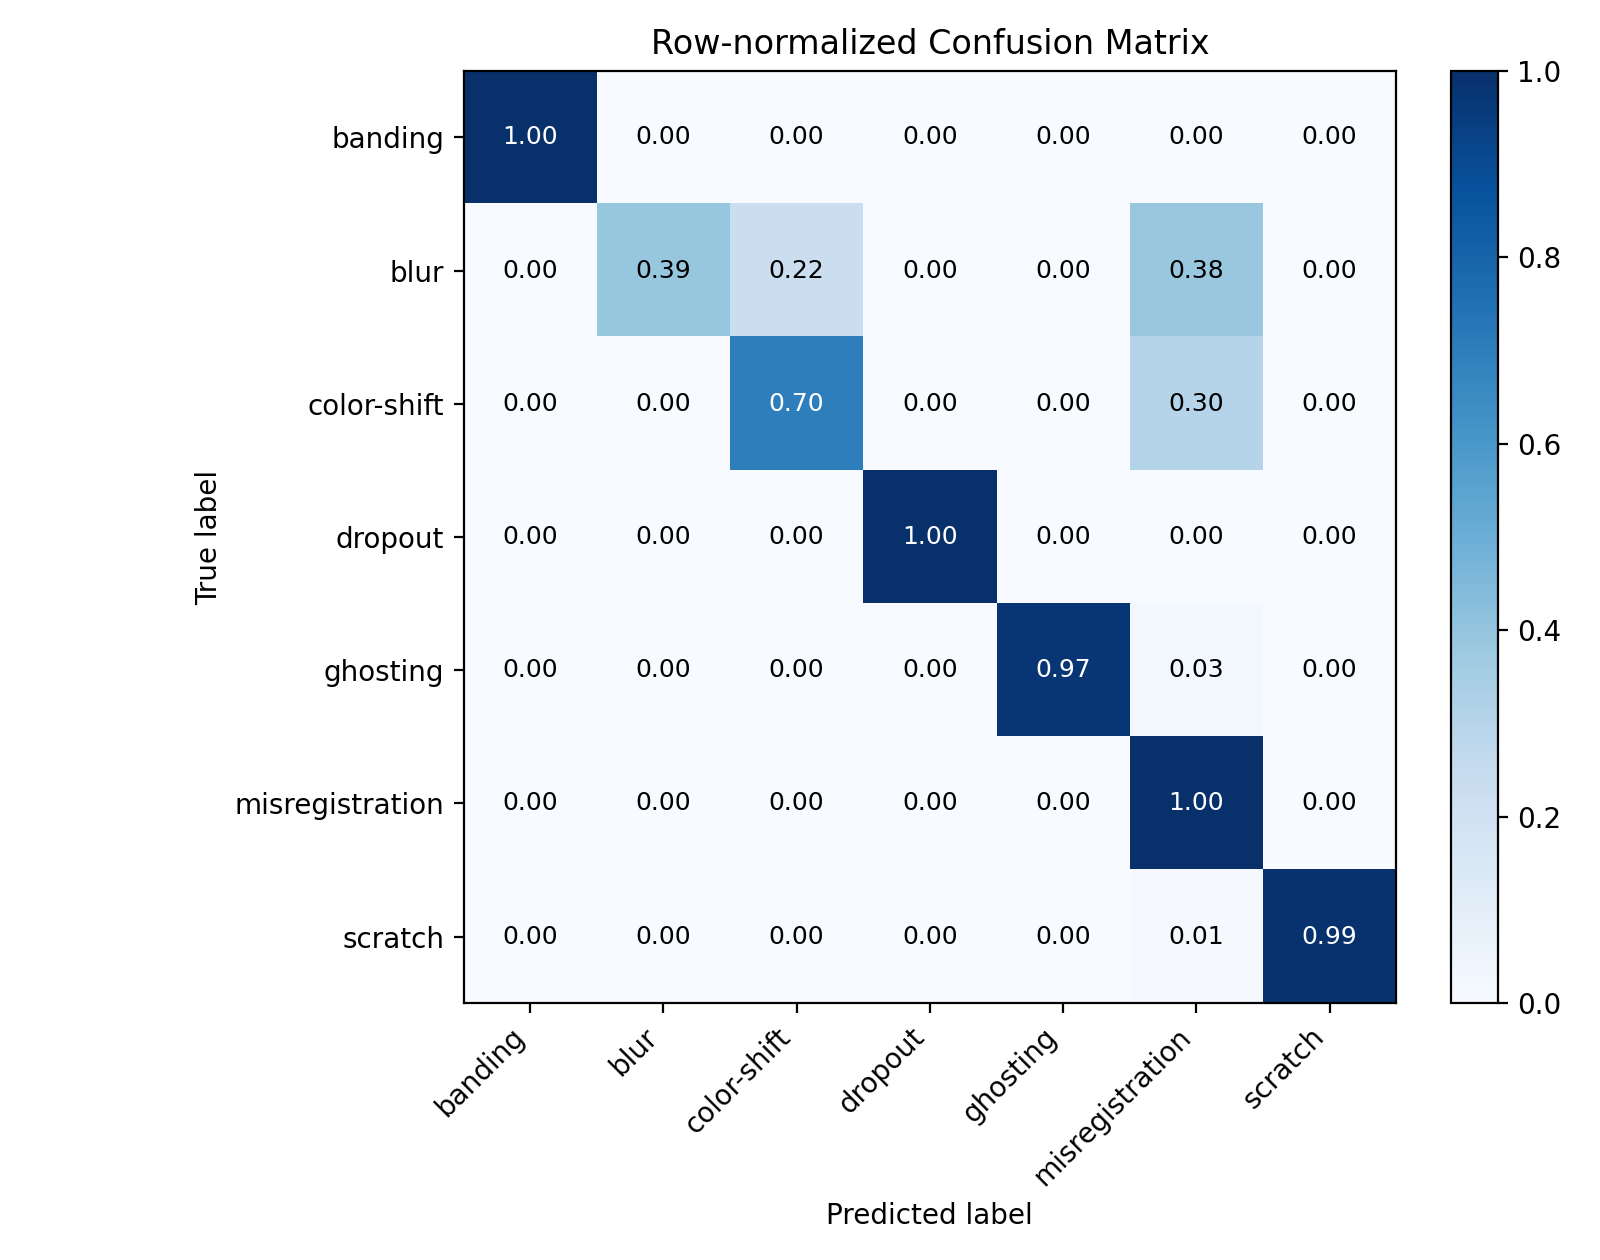 Row-normalized Confusion Matrix
True label
banding 1.00 0.00 0.00 0.00 0.00 0.00 0.00
blur 0.00 0.39 0.22 0.00 0.00 0.38 0.00
color-shift 0.00 0.00 0.70 0.00 0.00 0.30 0.00
dropout 0.00 0.00 0.00 1.00 0.00 0.00 0.00
ghosting 0.00 0.00 0.00 0.00 0.97 0.03 0.00
misregistration 0.00 0.00 0.00 0.00 0.00 1.00 0.00
scratch 0.00 0.00 0.00 0.00 0.00 0.01 0.99
banding blur color-shift dropout ghosting misregistration scratch
Predicted label
1.0
0.8
0.6
0.4
0.2
0.0